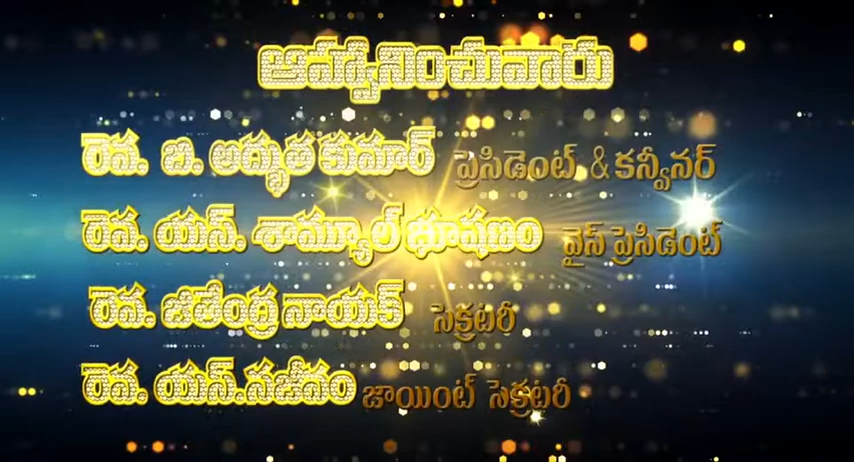 ఆహ్వానించువారు
రెవ. బి. అద్భుత కుమార్ ప్రెసిడెంట్ & కన్వీనర్
రెవ. యస్. శామ్యూల్ భూషణం వైస్ ప్రెసిడెంట్
రెవ. జితేంద్ర నాయక్ సెక్రటరీ
రెవ. యస్.నజీనం జాయింట్ సెక్రటరీ